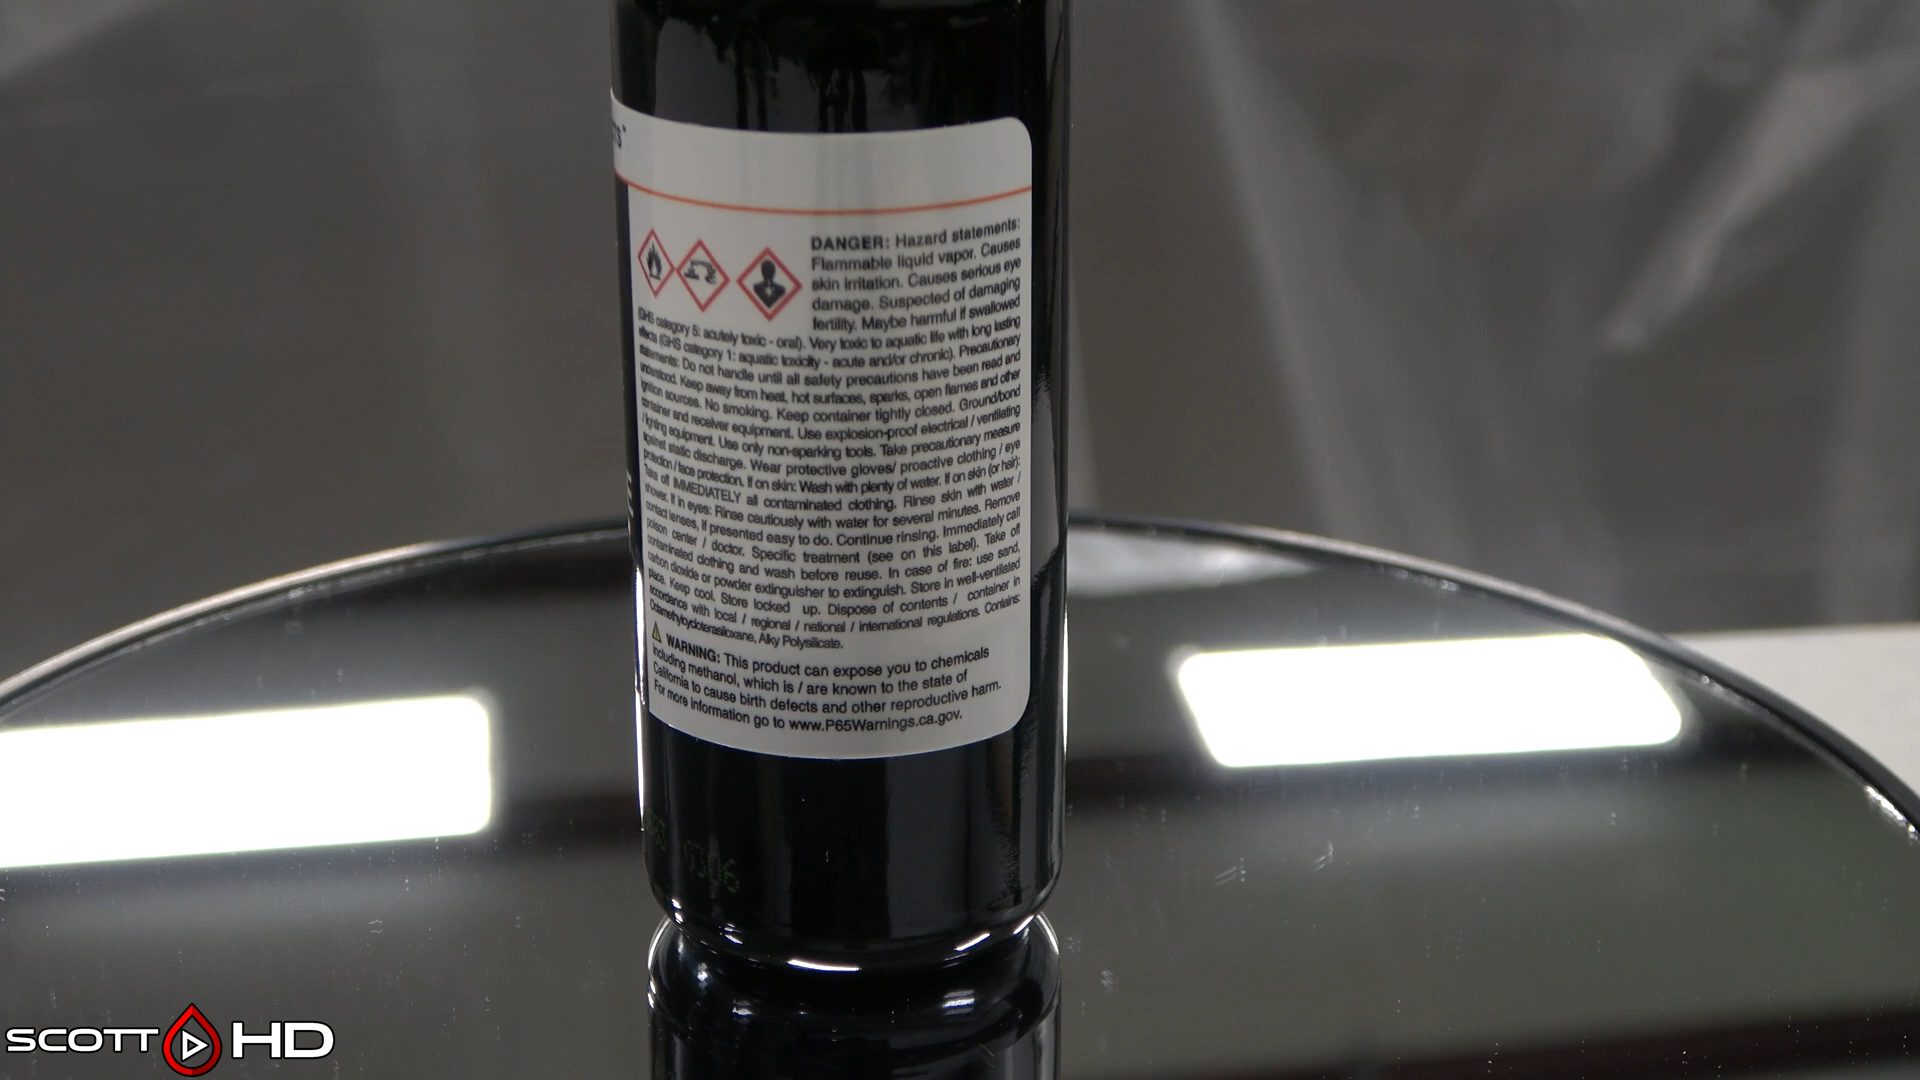 DANGER: Hazard statements:
Flammable liquid vapor. Causes
skin irritation. Causes serious eye
damage. Suspected of damaging
fertility. Maybe harmful if swallowed
(GHS category 5: acutely toxic - oral). Very toxic to aquatic life with long lasting
effects (GHS category 1: aquatic toxicity - acute and/or chronic). Precautionary
statements: Do not handle until all safety precautions have been read and
understood. Keep away from heat, hot surfaces, sparks, open flames and other
ignition sources. No smoking. Keep container tightly closed. Ground/bond
container and receiver equipment. Use explosion-proof electrical / ventilating
/ lighting equipment. Use only non-sparking tools. Take precautionary measure
against static discharge. Wear protective gloves/ proactive clothing / eye
protection / face protection. If on skin: Wash with plenty of water. If on skin (or hair):
Take off IMMEDIATELY all contaminated clothing. Rinse skin with water /
shower. If in eyes: Rinse cautiously with water for several minutes. Remove
contact lenses, if presented easy to do. Continue rinsing. Immediately call
poison center / doctor. Specific treatment (see on this label). Take off
contaminated clothing and wash before reuse. In case of fire: use sand,
carbon dioxide or powder extinguisher to extinguish. Store in well-ventilated
place. Keep cool. Store locked up. Dispose of contents / container in
accordance with local / regional / national / international regulations. Contains:
Octamethylcycloterasiloxane, Alky Polysilicate.
WARNING: This product can expose you to chemicals
including methanol, which is / are known to the state of
California to cause birth defects and other reproductive harm.
For more information go to www.P65Warnings.ca.gov.
0306
SCOTT HD